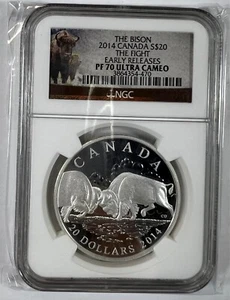 THE BISON
2014 CANADA S$20
THE FIGHT
EARLY RELEASES
PF 70 ULTRA CAMEO
3864354-470
NGC
CANADA
20 DOLLARS 2014